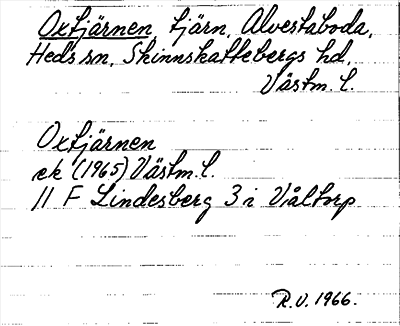 Oxtjärnen, tjärn, Alvestaboda,
Heds sn, Skinnskattebergs hd,
Västm. l.
Oxtjärnen
ek (1965) Västm. l.
11 F Lindesberg 3 i Våltorp
R.U. 1966.